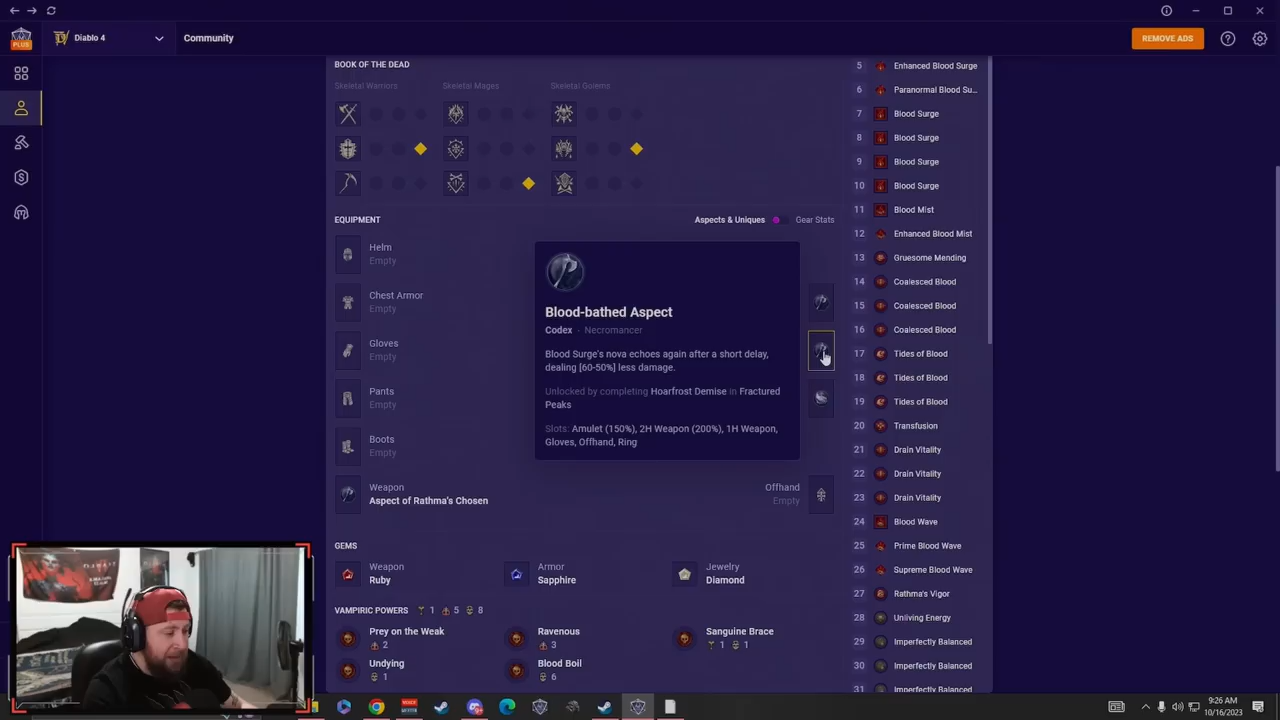 Diablo 4
Community
REMOVE ADS
PLUS
BOOK OF THE DEAD
Skeletal Warriors
Skeletal Mages
Skeletal Golems
EQUIPMENT
Aspects & Uniques
Gear Stats
Helm
Empty
Chest Armor
Empty
Gloves
Empty
Pants
Empty
Boots
Empty
Weapon
Aspect of Rathma's Chosen
Offhand
Empty
Blood-bathed Aspect
Codex · Necromancer
Blood Surge's nova echoes again after a short delay,
dealing [60-50%] less damage.
Unlocked by completing Hoarfrost Demise in Fractured
Peaks
Slots: Amulet (150%), 2H Weapon (200%), 1H Weapon,
Gloves, Offhand, Ring
GEMS
Weapon
Ruby
Armor
Sapphire
Jewelry
Diamond
VAMPIRIC POWERS 1 5 8
Prey on the Weak
2
Ravenous
3
Sanguine Brace
1 1
Undying
1
Blood Boil
6
5 Enhanced Blood Surge
6 Paranormal Blood Su...
7 Blood Surge
8 Blood Surge
9 Blood Surge
10 Blood Surge
11 Blood Mist
12 Enhanced Blood Mist
13 Gruesome Mending
14 Coalesced Blood
15 Coalesced Blood
16 Coalesced Blood
17 Tides of Blood
18 Tides of Blood
19 Tides of Blood
20 Transfusion
21 Drain Vitality
22 Drain Vitality
23 Drain Vitality
24 Blood Wave
25 Prime Blood Wave
26 Supreme Blood Wave
27 Rathma's Vigor
28 Unliving Energy
29 Imperfectly Balanced
30 Imperfectly Balanced
31 Imperfectly Balanced
9:26 AM
10/16/2023